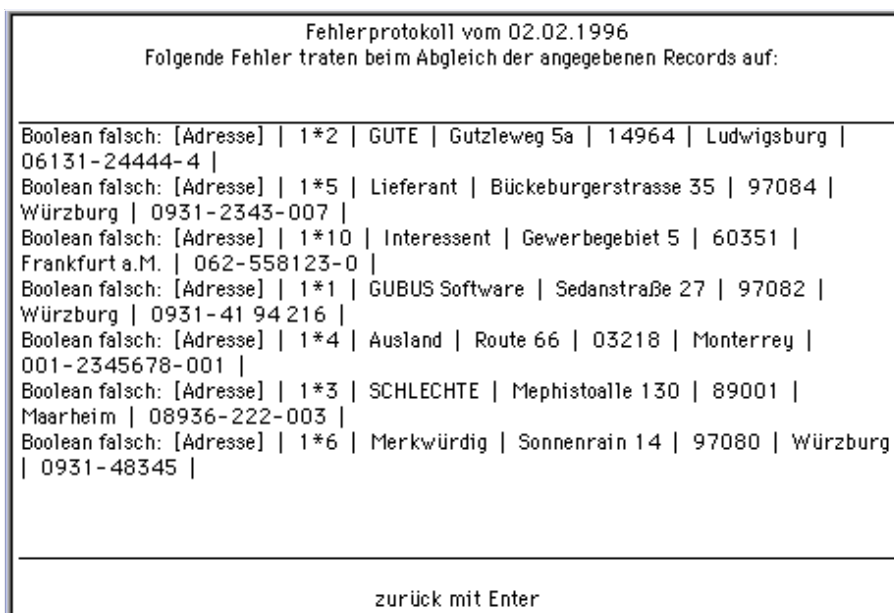 Fehlerprotokoll vom 02.02.1996
Folgende Fehler traten beim Abgleich der angegebenen Records auf:
Boolean falsch: [Adresse] | 1*2 | GUTE | Gutzleweg 5a | 14964 | Ludwigsburg |
06131-24444-4 |
Boolean falsch: [Adresse] | 1*5 | Lieferant | Bückeburgerstrasse 35 | 97084 |
Würzburg | 0931-2343-007 |
Boolean falsch: [Adresse] | 1*10 | Interessent | Gewerbegebiet 5 | 60351 |
Frankfurt a.M. | 062-558123-0 |
Boolean falsch: [Adresse] | 1*1 | GUBUS Software | Sedanstraße 27 | 97082 |
Würzburg | 0931-41 94 216 |
Boolean falsch: [Adresse] | 1*4 | Ausland | Route 66 | 03218 | Monterrey |
001-2345678-001 |
Boolean falsch: [Adresse] | 1*3 | SCHLECHTE | Mephistoalle 130 | 89001 |
Maarheim | 08936-222-003 |
Boolean falsch: [Adresse] | 1*6 | Merkwürdig | Sonnenrain 14 | 97080 | Würzburg
| 0931-48345 |
zurück mit Enter